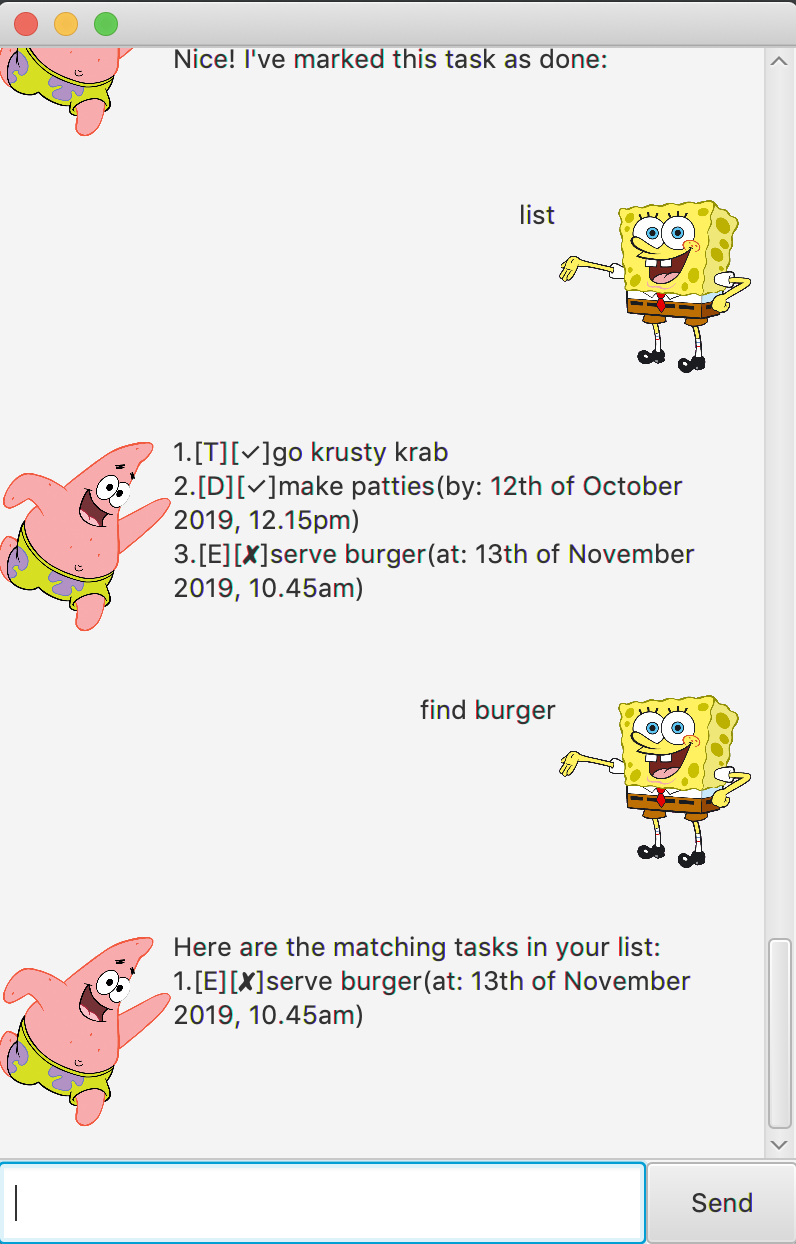 Nice! I've marked this task as done:
list
1.[T][✓]go krusty krab
2.[D][✓]make patties(by: 12th of October
2019, 12.15pm)
3.[E][✘]serve burger(at: 13th of November
2019, 10.45am)
find burger
Here are the matching tasks in your list:
1.[E][✘]serve burger(at: 13th of November
2019, 10.45am)
Send